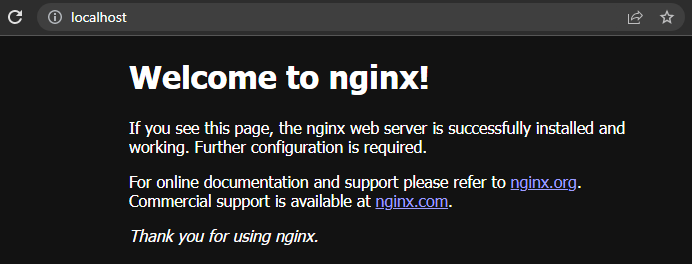 localhost
Welcome to nginx!
If you see this page, the nginx web server is successfully installed and
working. Further configuration is required.
For online documentation and support please refer to nginx.org.
Commercial support is available at nginx.com.
Thank you for using nginx.